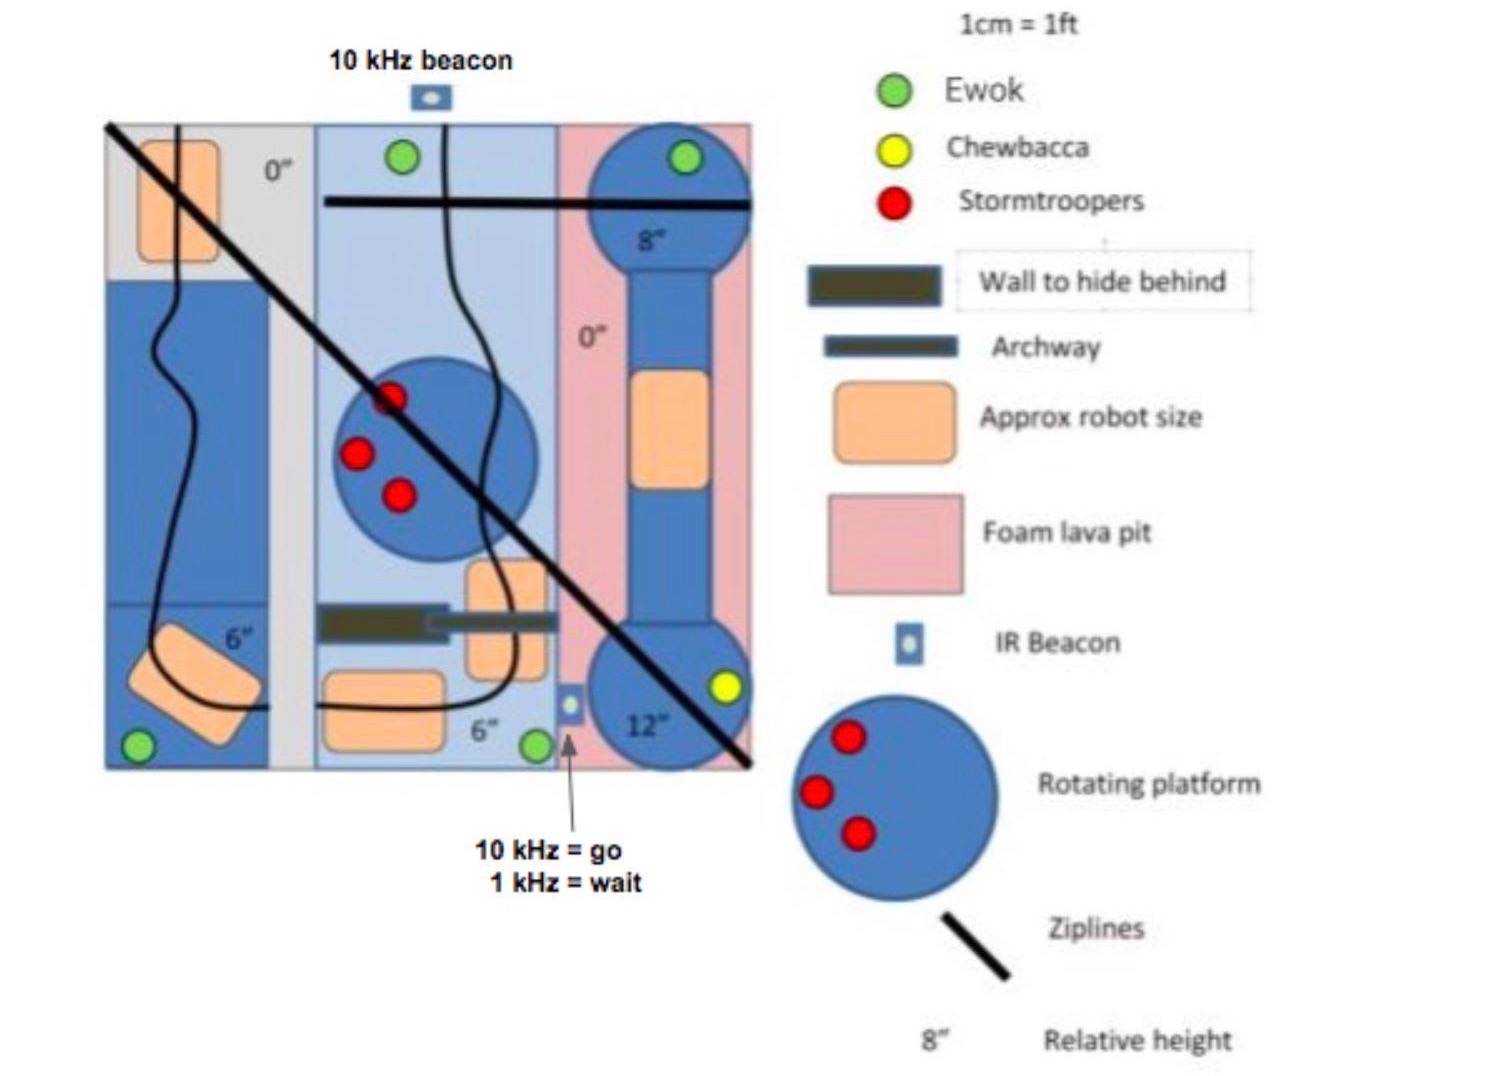 1cm = 1ft
10 kHz beacon
Ewok
Chewbacca
0”
Stormtroopers
8”
Wall to hide behind
0”
Archway
Approx robot size
Foam lava pit
6”
IR Beacon
6”
12”
Rotating platform
10 kHz = go
1 kHz = wait
Ziplines
8”
Relative height